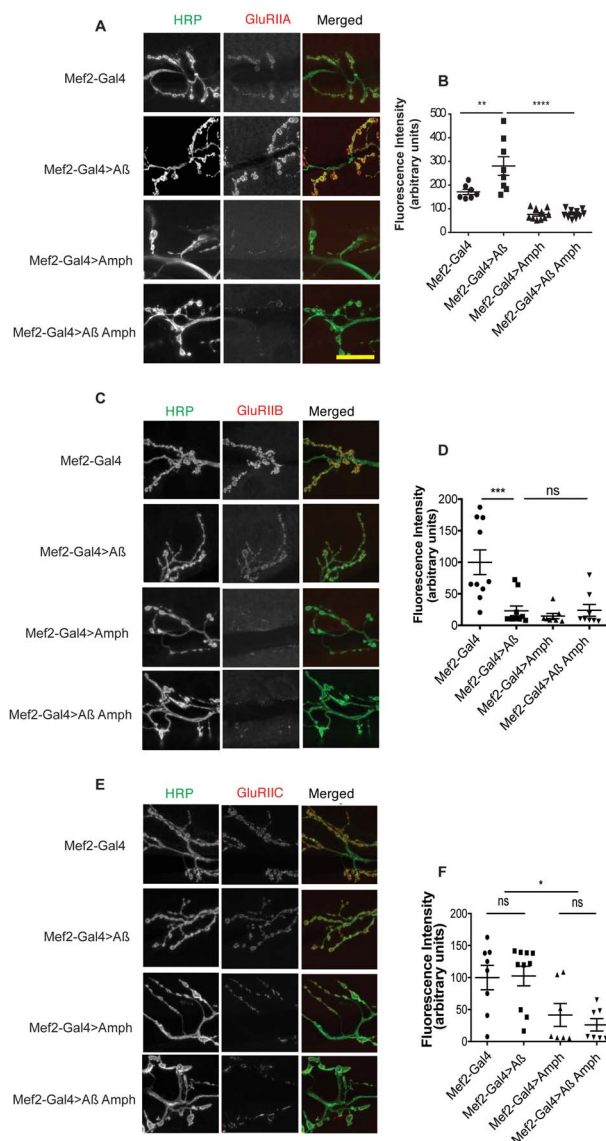 A
HRP GluRIIA Merged
Mef2-Gal4
Mef2-Gal4>Aß
Mef2-Gal4>Amph
Mef2-Gal4>Aß Amph
B
** ****
Fluorescence Intensity
(arbitrary units)
500
400
300
200
100
0
Mef2-Gal4
Mef2-Gal4>Aß
Mef2-Gal4>Amph
Mef2-Gal4>Aß Amph
C
HRP GluRIIB Merged
Mef2-Gal4
Mef2-Gal4>Aß
Mef2-Gal4>Amph
Mef2-Gal4>Aß Amph
D
*** ns
Fluorescence Intensity
(arbitrary units)
200
150
100
50
0
Mef2-Gal4
Mef2-Gal4>Aß
Mef2-Gal4>Amph
Mef2-Gal4>Aß Amph
E
HRP GluRIIC Merged
Mef2-Gal4
Mef2-Gal4>Aß
Mef2-Gal4>Amph
Mef2-Gal4>Aß Amph
F
*
ns ns
Fluorescence Intensity
(arbitrary units)
200
150
100
50
0
Mef2-Gal4
Mef2-Gal4>Aß
Mef2-Gal4>Amph
Mef2-Gal4>Aß Amph